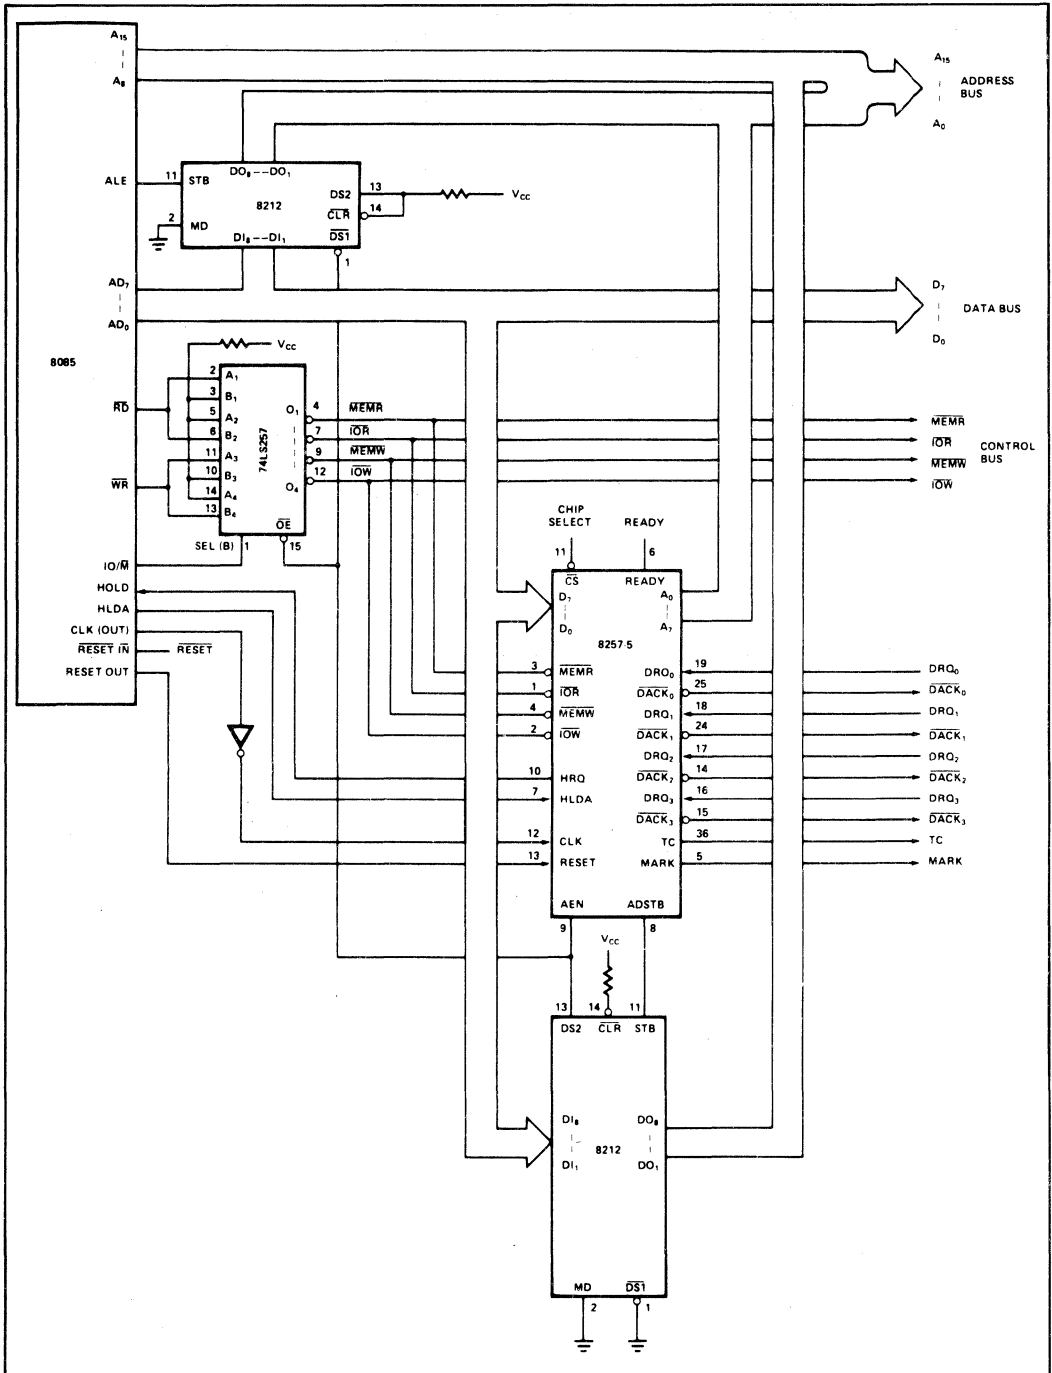 A15
A8
A15
ADDRESS
BUS
A0
ALE
11
STB
DO8 -- DO1
8212
DS2
13
VCC
CLR
14
2
MD
DI8 -- DI1
DS1
1
AD7
AD0
D7
DATA BUS
D0
8085
VCC
2
A1
3
B1
5
A2
6
B2
11
A3
10
B3
14
A4
13
B4
74LS257
O1
O4
OE
15
SEL (B)
1
4
MEMR
7
IOR
9
MEMW
12
IOW
RD
WR
MEMR
IOR
CONTROL
BUS
MEMW
IOW
IO/M
HOLD
HLDA
CLK (OUT)
RESET IN
RESET
RESET OUT
CHIP
SELECT
READY
11
6
CS
READY
D7
D0
A0
A7
8257-5
3
MEMR
1
IOR
4
MEMW
2
IOW
10
HRQ
7
HLDA
12
CLK
13
RESET
DRQ0
19
DRQ0
DACK0
25
DACK0
DRQ1
18
DRQ1
DACK1
24
DACK1
DRQ2
17
DRQ2
DACK2
14
DACK2
DRQ3
16
DRQ3
DACK3
15
DACK3
TC
36
TC
MARK
5
MARK
AEN
ADSTB
9
8
VCC
13
14
11
DS2
CLR
STB
DI8
DI1
8212
DO8
DO1
MD
DS1
2
1